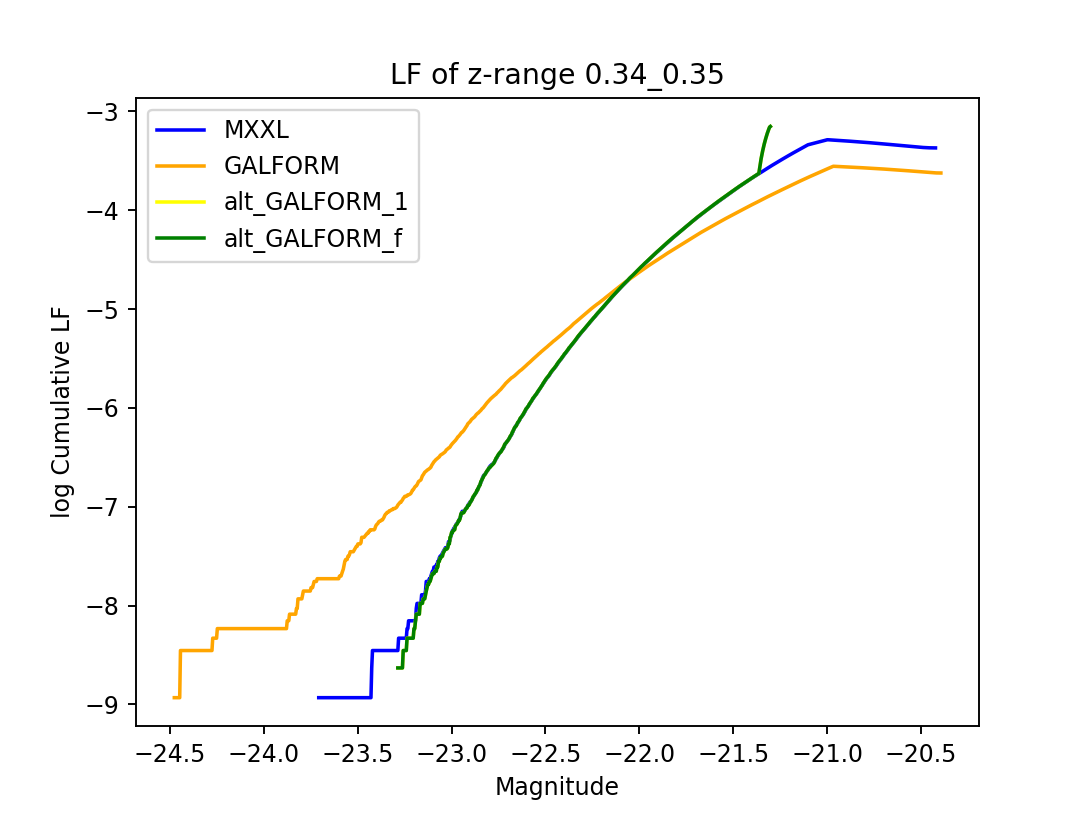 LF of z-range 0.34_0.35
log Cumulative LF
−3
−4
−5
−6
−7
−8
−9
MXXL
GALFORM
alt_GALFORM_1
alt_GALFORM_f
−24.5 −24.0 −23.5 −23.0 −22.5 −22.0 −21.5 −21.0 −20.5
Magnitude